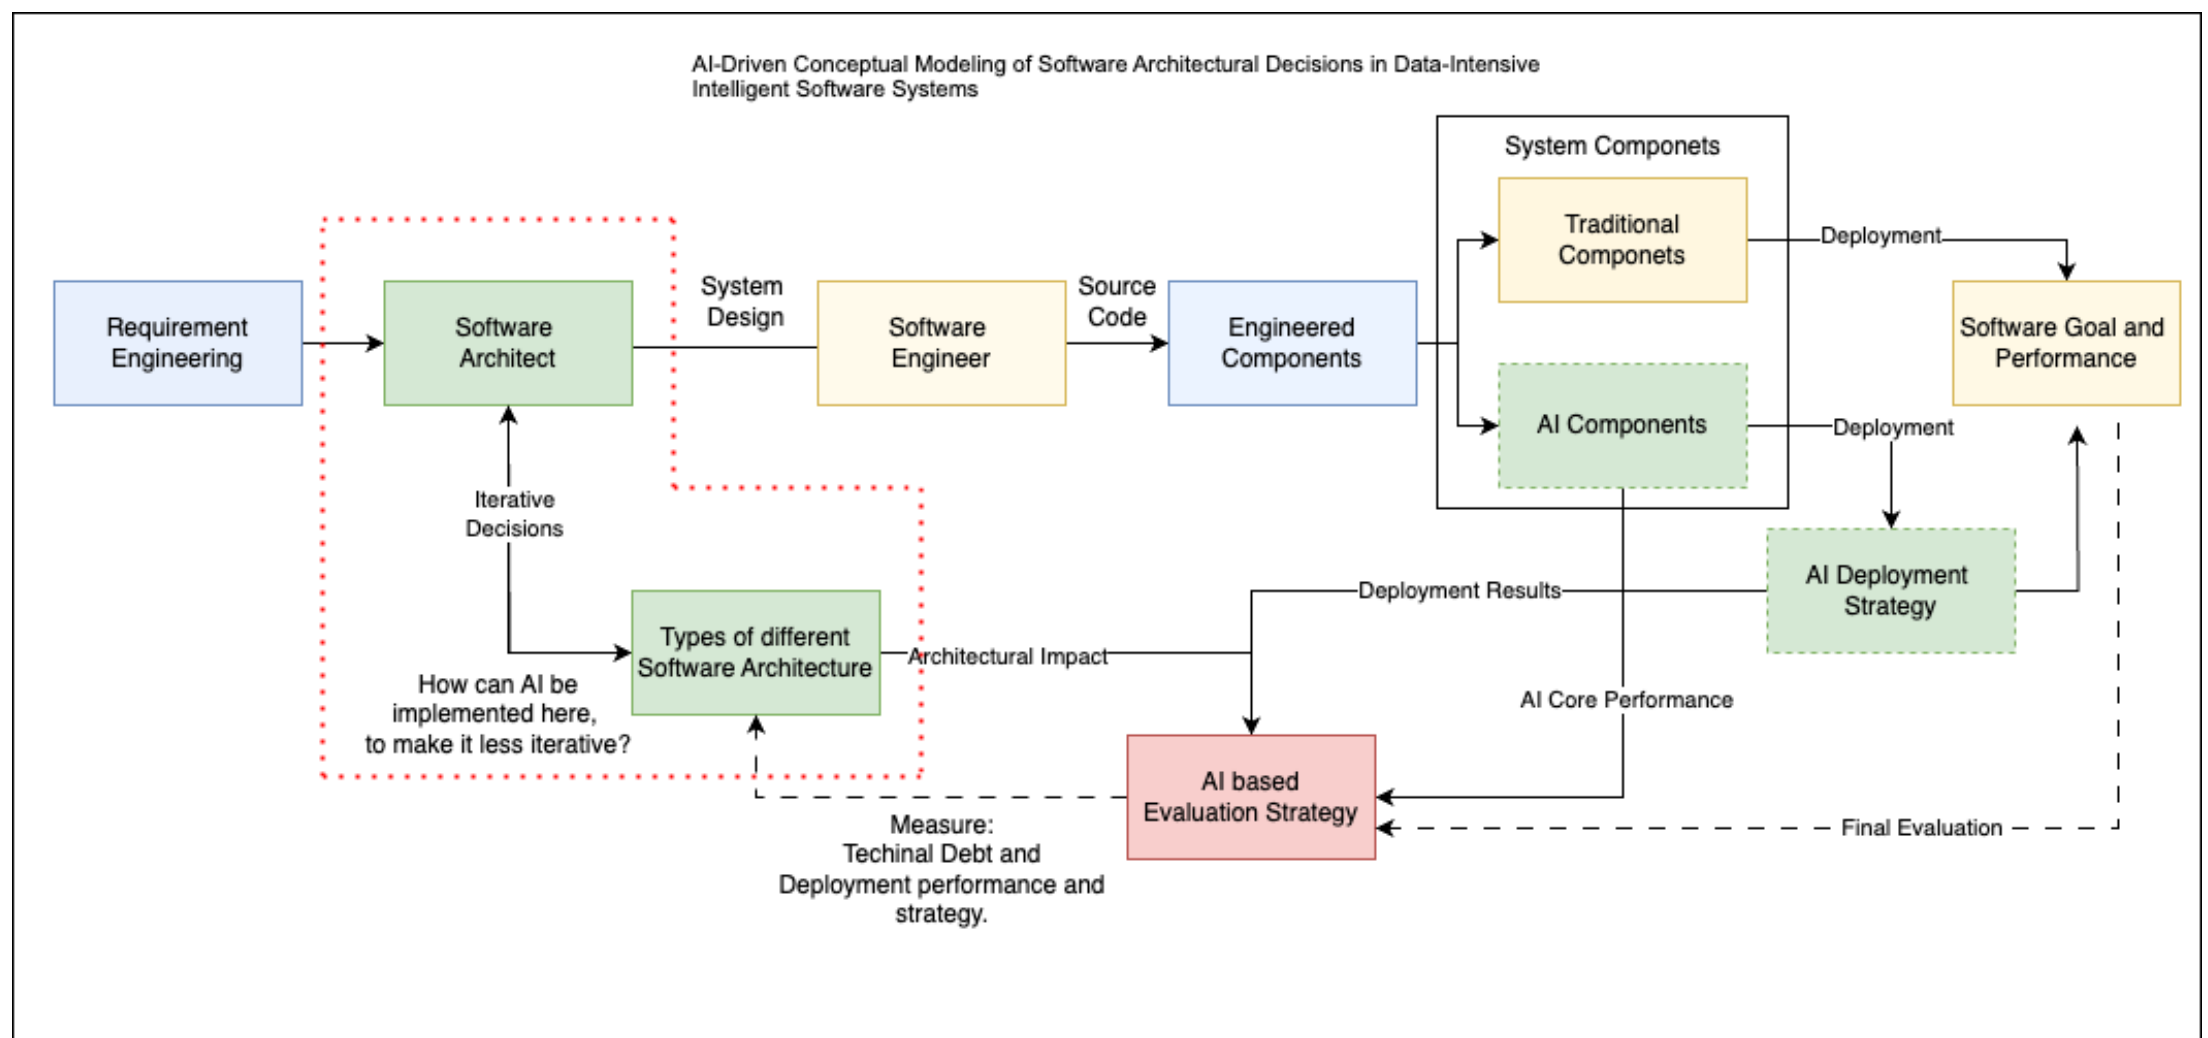 AI-Driven Conceptual Modeling of Software Architectural Decisions in Data-Intensive
Intelligent Software Systems
System Componets
Traditional
Componets
Deployment
Requirement
Engineering
Software
Architect
System
Design
Software
Engineer
Source
Code
Engineered
Components
Software Goal and
Performance
AI Components
Deployment
Iterative
Decisions
AI Deployment
Strategy
Deployment Results
Types of different
Software Architecture
Architectural Impact
How can AI be
implemented here,
to make it less iterative?
AI Core Performance
AI based
Evaluation Strategy
Measure:
Techinal Debt and
Deployment performance and
strategy.
Final Evaluation